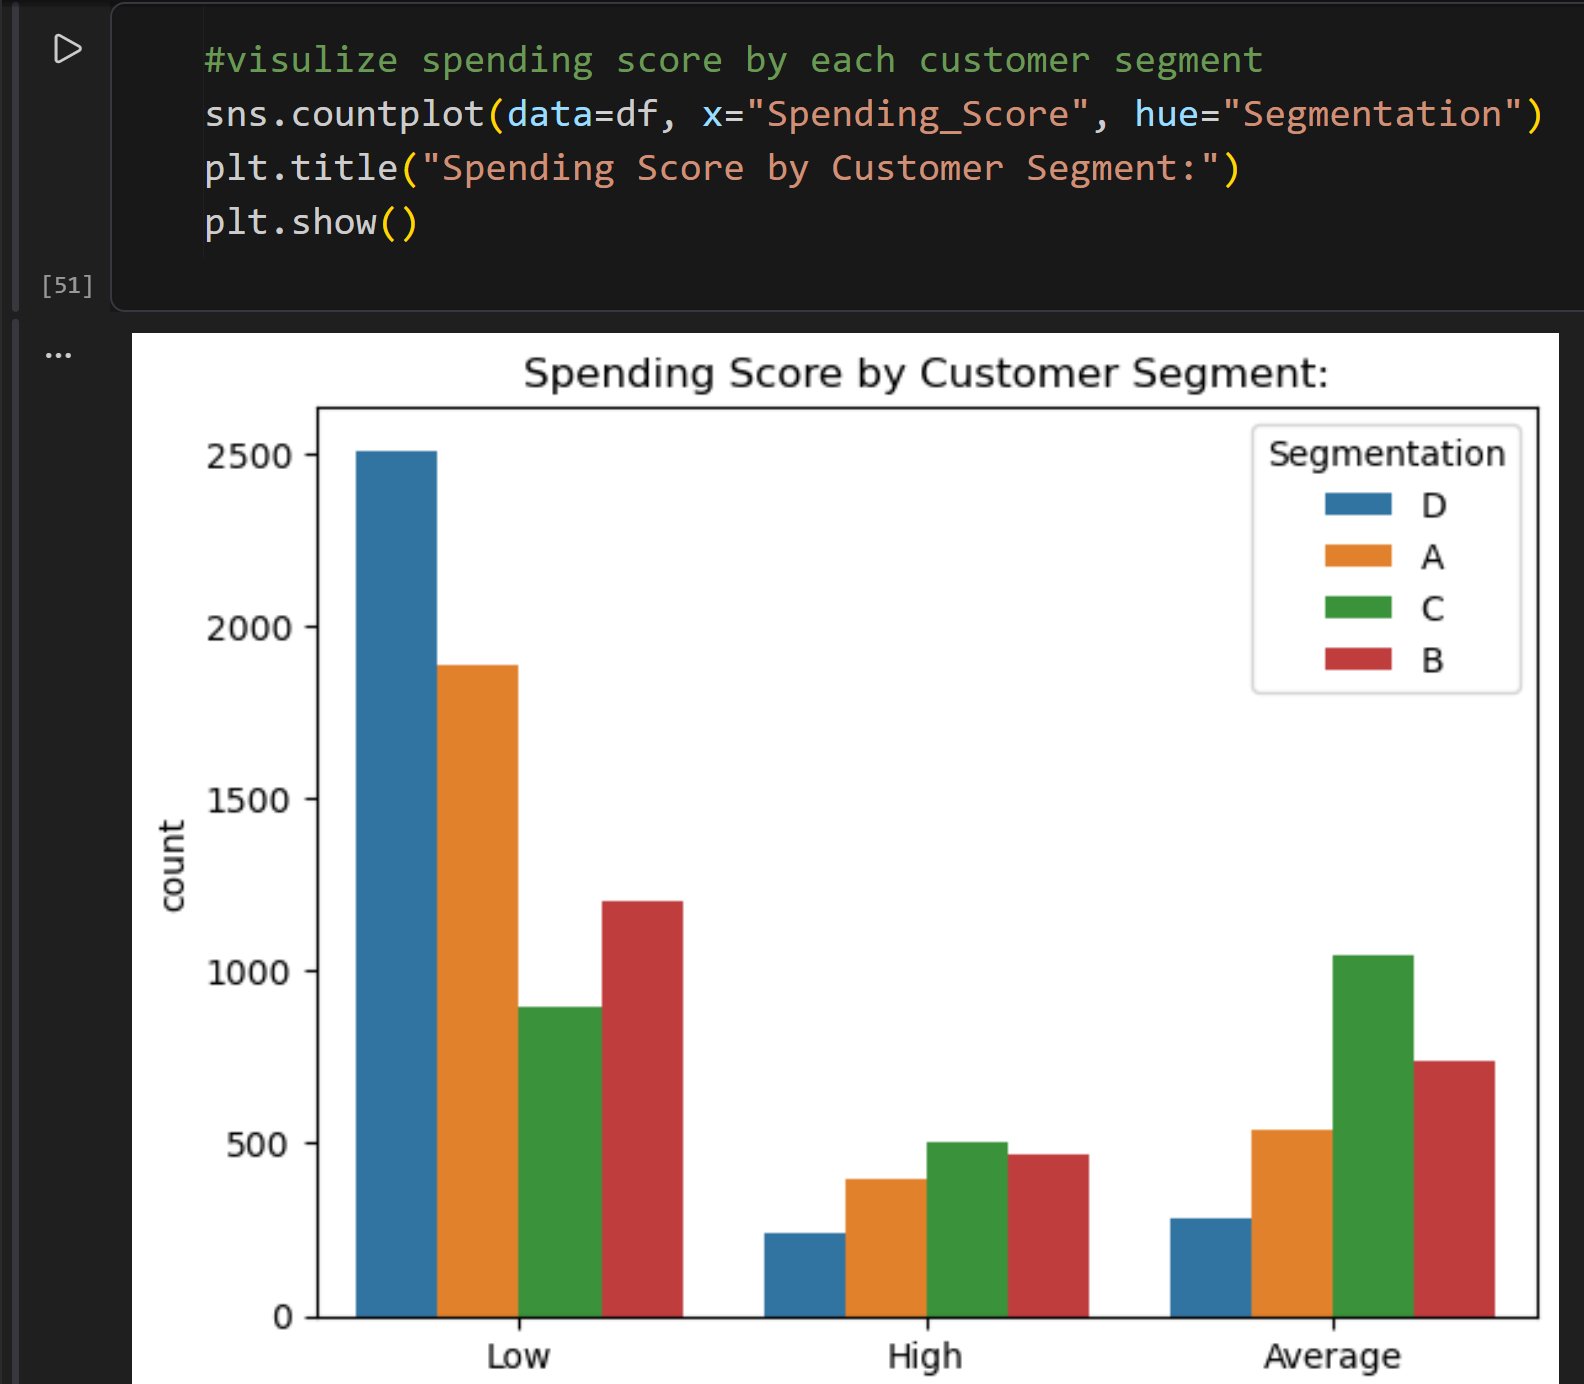 #visulize spending score by each customer segment
sns.countplot(data=df, x="Spending_Score", hue="Segmentation")
plt.title("Spending Score by Customer Segment:")
plt.show()
[51]
...
Spending Score by Customer Segment:
Segmentation
D
A
C
B
2500
2000
1500
1000
500
0
count
Low
High
Average